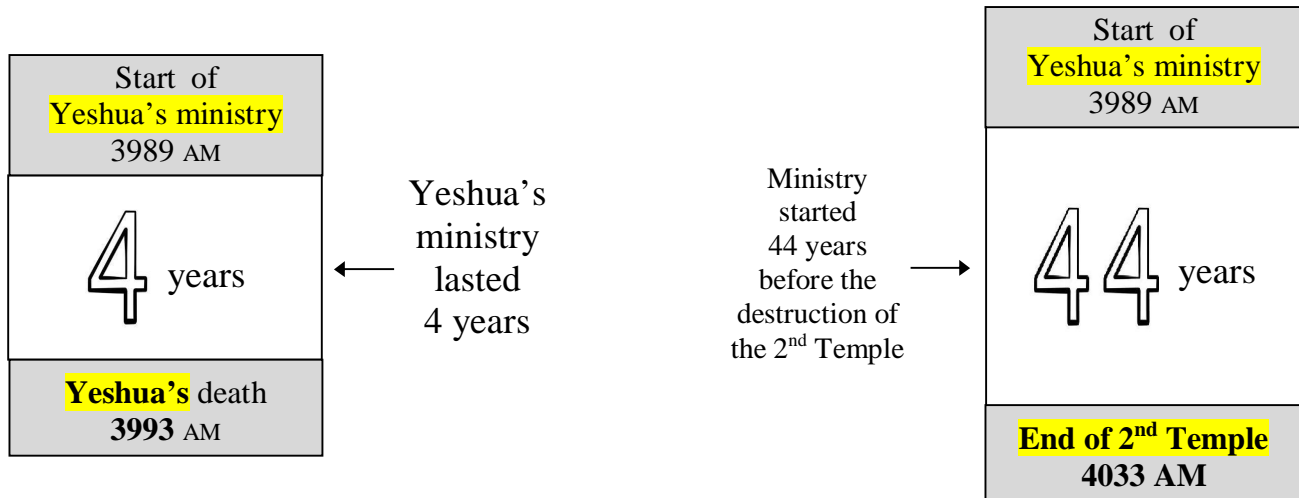 Start of
Yeshua’s ministry
3989 AM
4 years
Yeshua’s death
3993 AM
Yeshua’s
ministry
lasted
4 years
Ministry
started
44 years
before the
destruction of
the 2nd Temple
Start of
Yeshua’s ministry
3989 AM
44 years
End of 2nd Temple
4033 AM